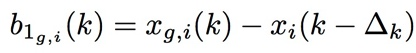 b_{1_{g,i}}(k) = x_{g,i}(k) − x_i(k − Δ_k)